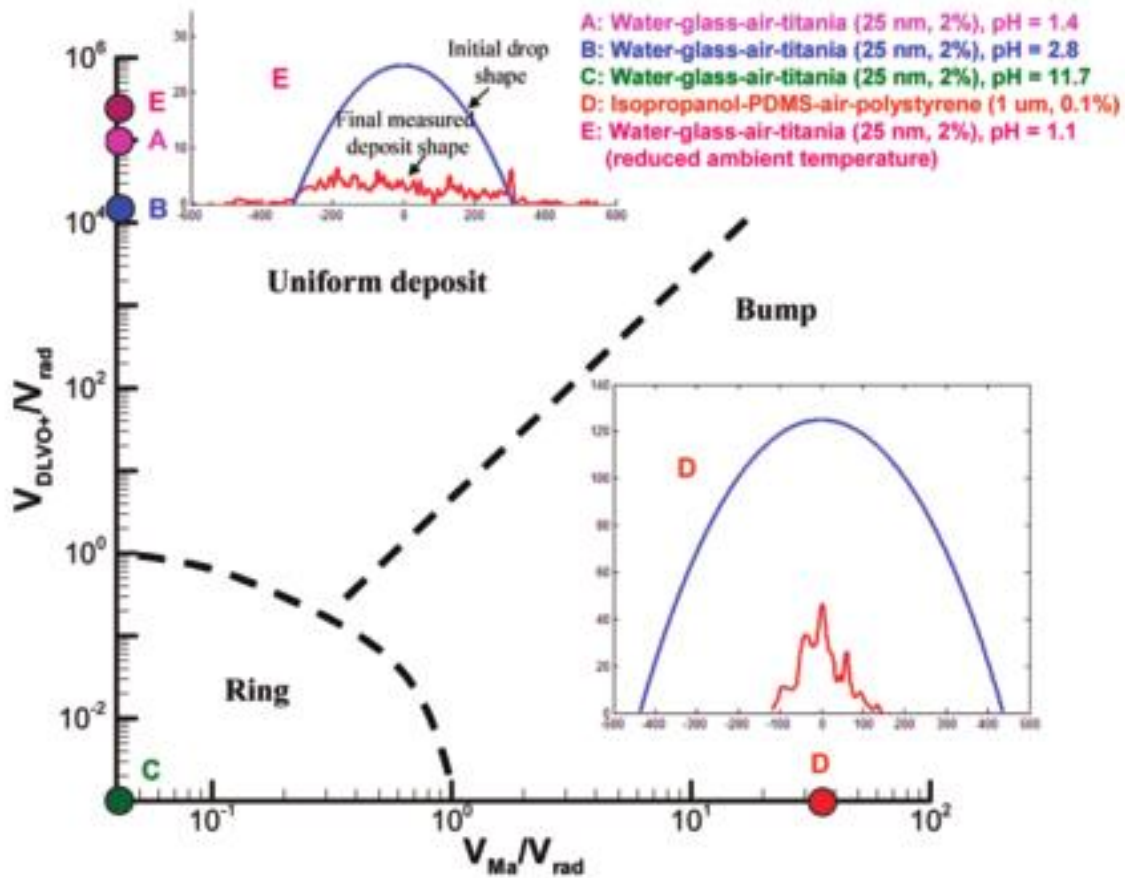 A: Water-glass-air-titania (25 nm, 2%), pH = 1.4
B: Water-glass-air-titania (25 nm, 2%), pH = 2.8
C: Water-glass-air-titania (25 nm, 2%), pH = 11.7
D: Isopropanol-PDMS-air-polystyrene (1 um, 0.1%)
E: Water-glass-air-titania (25 nm, 2%), pH = 1.1
(reduced ambient temperature)
30
20
10
0
E
Initial drop
shape
Final measured
deposit shape
-600 -400 -200 0 200 400 600
V_DLVO+/V_rad
10^6
10^4
10^2
10^0
10^-2
E
A
B
C
Uniform deposit
Bump
Ring
140
120
100
80
60
40
20
0
D
-500 -400 -300 -200 -100 0 100 200 300 400 500
D
10^-1 10^0 10^1 10^2
V_Ma/V_rad